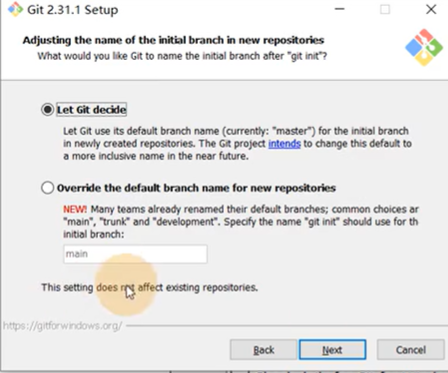 Git 2.31.1 Setup
Adjusting the name of the initial branch in new repositories
What would you like Git to name the initial branch after "git init"?
Let Git decide
Let Git use its default branch name (currently: "master") for the initial branch
in newly created repositories. The Git project intends to change this default to
a more inclusive name in the near future.
Override the default branch name for new repositories
NEW! Many teams already renamed their default branches; common choices ar
"main", "trunk" and "development". Specify the name "git init" should use for th
initial branch:
main
This setting does not affect existing repositories.
https://gitforwindows.org/
Back
Next
Cancel